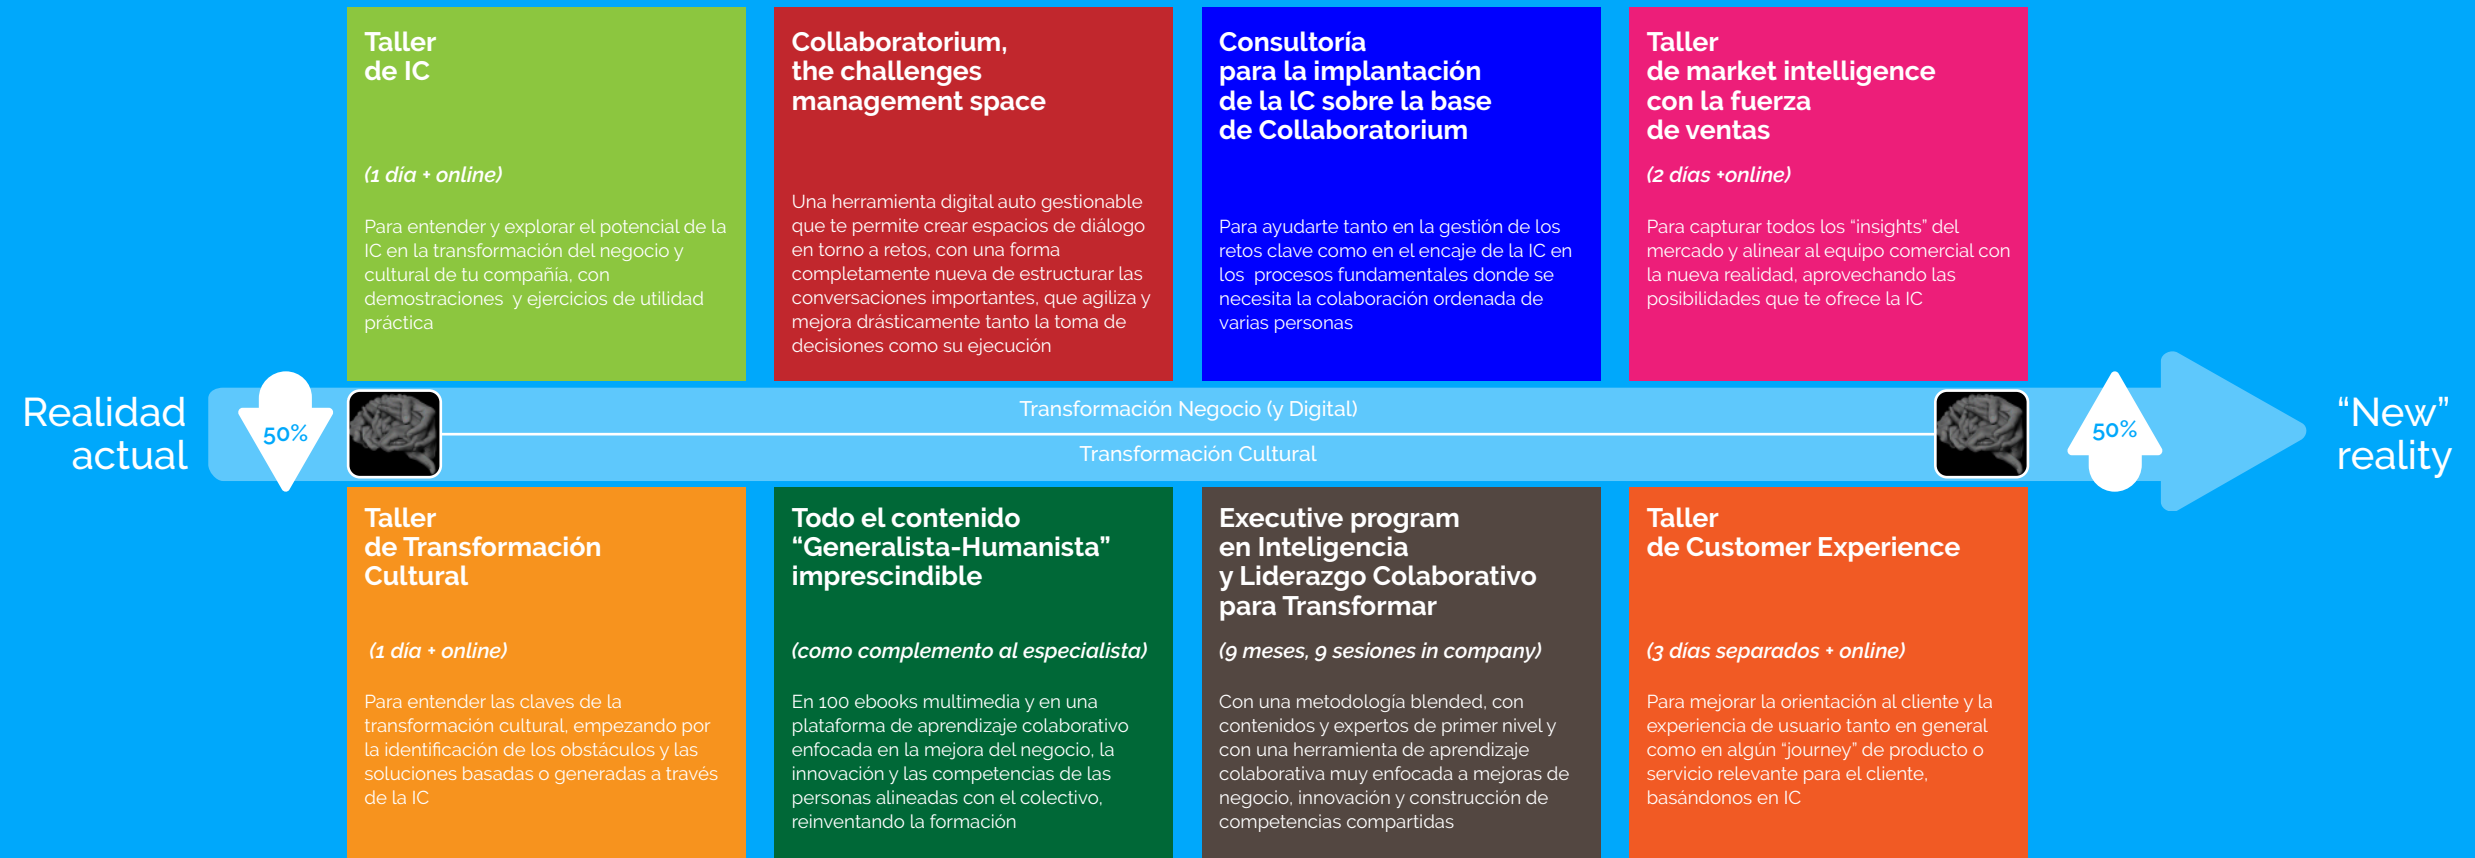 Taller
de IC
(1 día + online)
Para entender y explorar el potencial de la
IC en la transformación del negocio y
cultural de tu compañía, con
demostraciones  y ejercicios de utilidad
práctica
Collaboratorium,
the challenges
management space
Una herramienta digital auto gestionable
que te permite crear espacios de diálogo
en torno a retos, con una forma
completamente nueva de estructurar las
conversaciones importantes, que agiliza y
mejora drásticamente tanto la toma de
decisiones como su ejecución
Consultoría
para la implantación
de la lC sobre la base
de Collaboratorium
Para ayudarte tanto en la gestión de los
retos clave como en el encaje de la IC en
los  procesos fundamentales donde se
necesita la colaboración ordenada de
varias personas
Taller
de market intelligence
con la fuerza
de ventas
(2 días +online)
Para capturar todos los “insights” del
mercado y alinear al equipo comercial con
la nueva realidad, aprovechando las
posibilidades que te ofrece la IC
Realidad
actual
50%
Transformación Negocio (y Digital)
Transformación Cultural
50%
“New”
reality
Taller
de Transformación
Cultural
(1 día + online)
Para entender las claves de la
transformación cultural, empezando por
la identificación de los obstáculos y las
soluciones basadas o generadas a través
de la IC
Todo el contenido
“Generalista-Humanista”
imprescindible
(como complemento al especialista)
En 100 ebooks multimedia y en una
plataforma de aprendizaje colaborativo
enfocada en la mejora del negocio, la
innovación y las competencias de las
personas alineadas con el colectivo,
reinventando la formación
Executive program
en Inteligencia
y Liderazgo Colaborativo
para Transformar
(9 meses, 9 sesiones in company)
Con una metodología blended, con
contenidos y expertos de primer nivel y
con una herramienta de aprendizaje
colaborativa muy enfocada a mejoras de
negocio, innovación y construcción de
competencias compartidas
Taller
de Customer Experience
(3 días separados + online)
Para mejorar la orientación al cliente y la
experiencia de usuario tanto en general
como en algún “journey” de producto o
servicio relevante para el cliente,
basándonos en IC